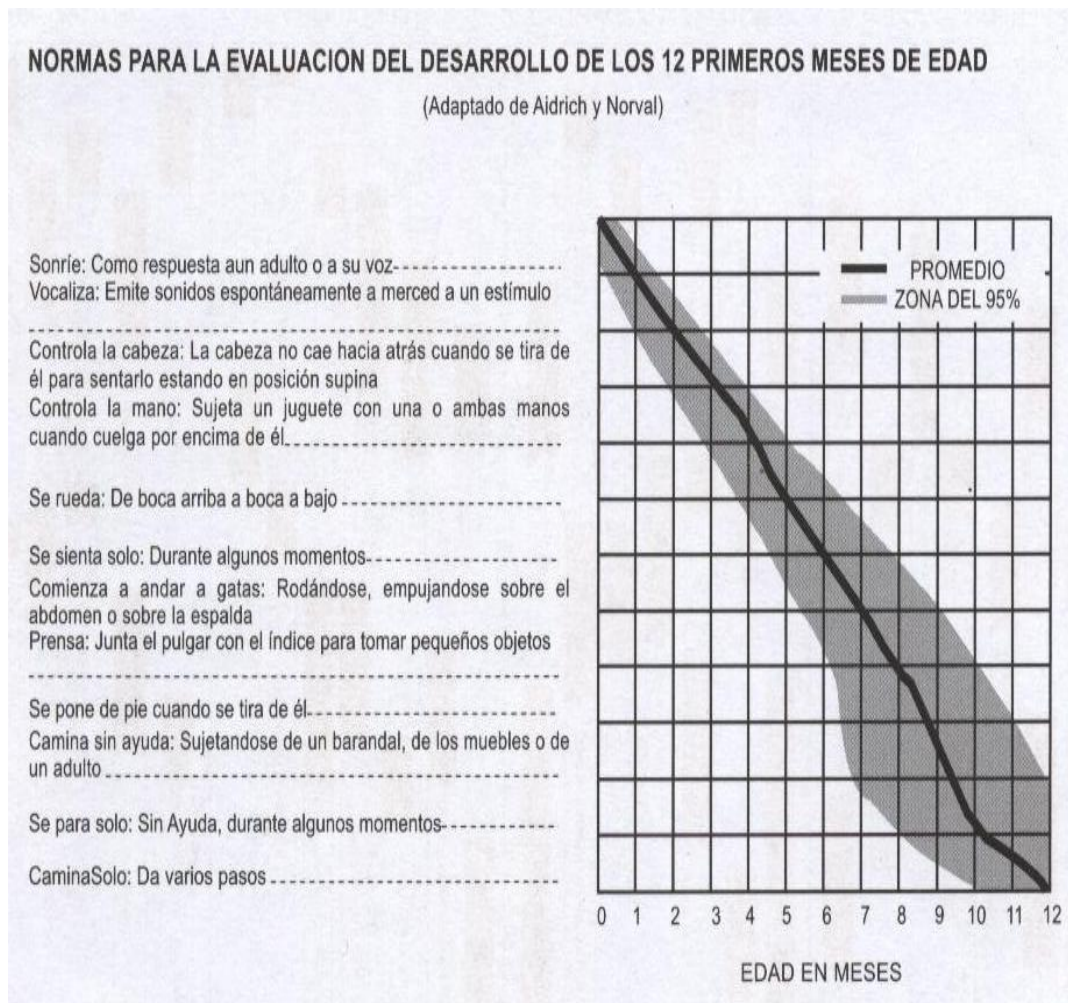 NORMAS PARA LA EVALUACION DEL DESARROLLO DE LOS 12 PRIMEROS MESES DE EDAD
(Adaptado de Aidrich y Norval)
Sonríe: Como respuesta aun adulto o a su voz
Vocaliza: Emite sonidos espontáneamente a merced a un estímulo
Controla la cabeza: La cabeza no cae hacia atrás cuando se tira de
él para sentarlo estando en posición supina
Controla la mano: Sujeta un juguete con una o ambas manos
cuando cuelga por encima de él
Se rueda: De boca arriba a boca a bajo
Se sienta solo: Durante algunos momentos
Comienza a andar a gatas: Rodándose, empujandose sobre el
abdomen o sobre la espalda
Prensa: Junta el pulgar con el índice para tomar pequeños objetos
Se pone de pie cuando se tira de él
Camina sin ayuda: Sujetandose de un barandal, de los muebles o de
un adulto
Se para solo: Sin Ayuda, durante algunos momentos
CaminaSolo: Da varios pasos
PROMEDIO
ZONA DEL 95%
0 1 2 3 4 5 6 7 8 9 10 11 12
EDAD EN MESES